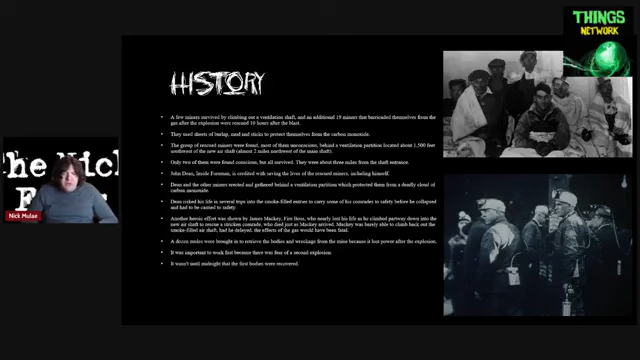 THINGS
NETWORK
HISTORY
• A few miners survived by climbing out a ventilation shaft, and an additional 19 miners that barricaded themselves from the
gas after the explosion were rescued 10 hours after the blast.
• They used sheets of burlap, mud and sticks to protect themselves from the carbon monoxide.
• The group of rescued miners were found, most of them unconscious, behind a ventilation partition located about 1,500 feet
southwest of the new air shaft (almost 2 miles northwest of the main shaft).
• Only two of them were found conscious, but all survived. They were about three miles from the shaft entrance.
• John Dean, Inside Foreman, is credited with saving the lives of the rescued miners, including himself.
• Dean and the other miners erected and gathered behind a ventilation partition which protected them from a deadly cloud of
carbon monoxide.
• Dean risked his life in several trips into the smoke-filled entries to carry some of his comrades to safety before he collapsed
and had to be carried to safety.
• Another heroic effort was shown by James Mackey, Fire Boss, who nearly lost his life as he climbed partway down into the
new air shaft to rescue a stricken comrade, who died just as Mackey arrived. Mackey was barely able to climb back out the
smoke-filled air shaft, had he delayed, the effects of the gas would have been fatal.
• A dozen mules were brought in to retrieve the bodies and wreckage from the mine because it lost power after the explosion.
• It was important to work fast because there was fear of a second explosion.
• It wasn't until midnight that the first bodies were recovered.
The Nick
Nick Mulae